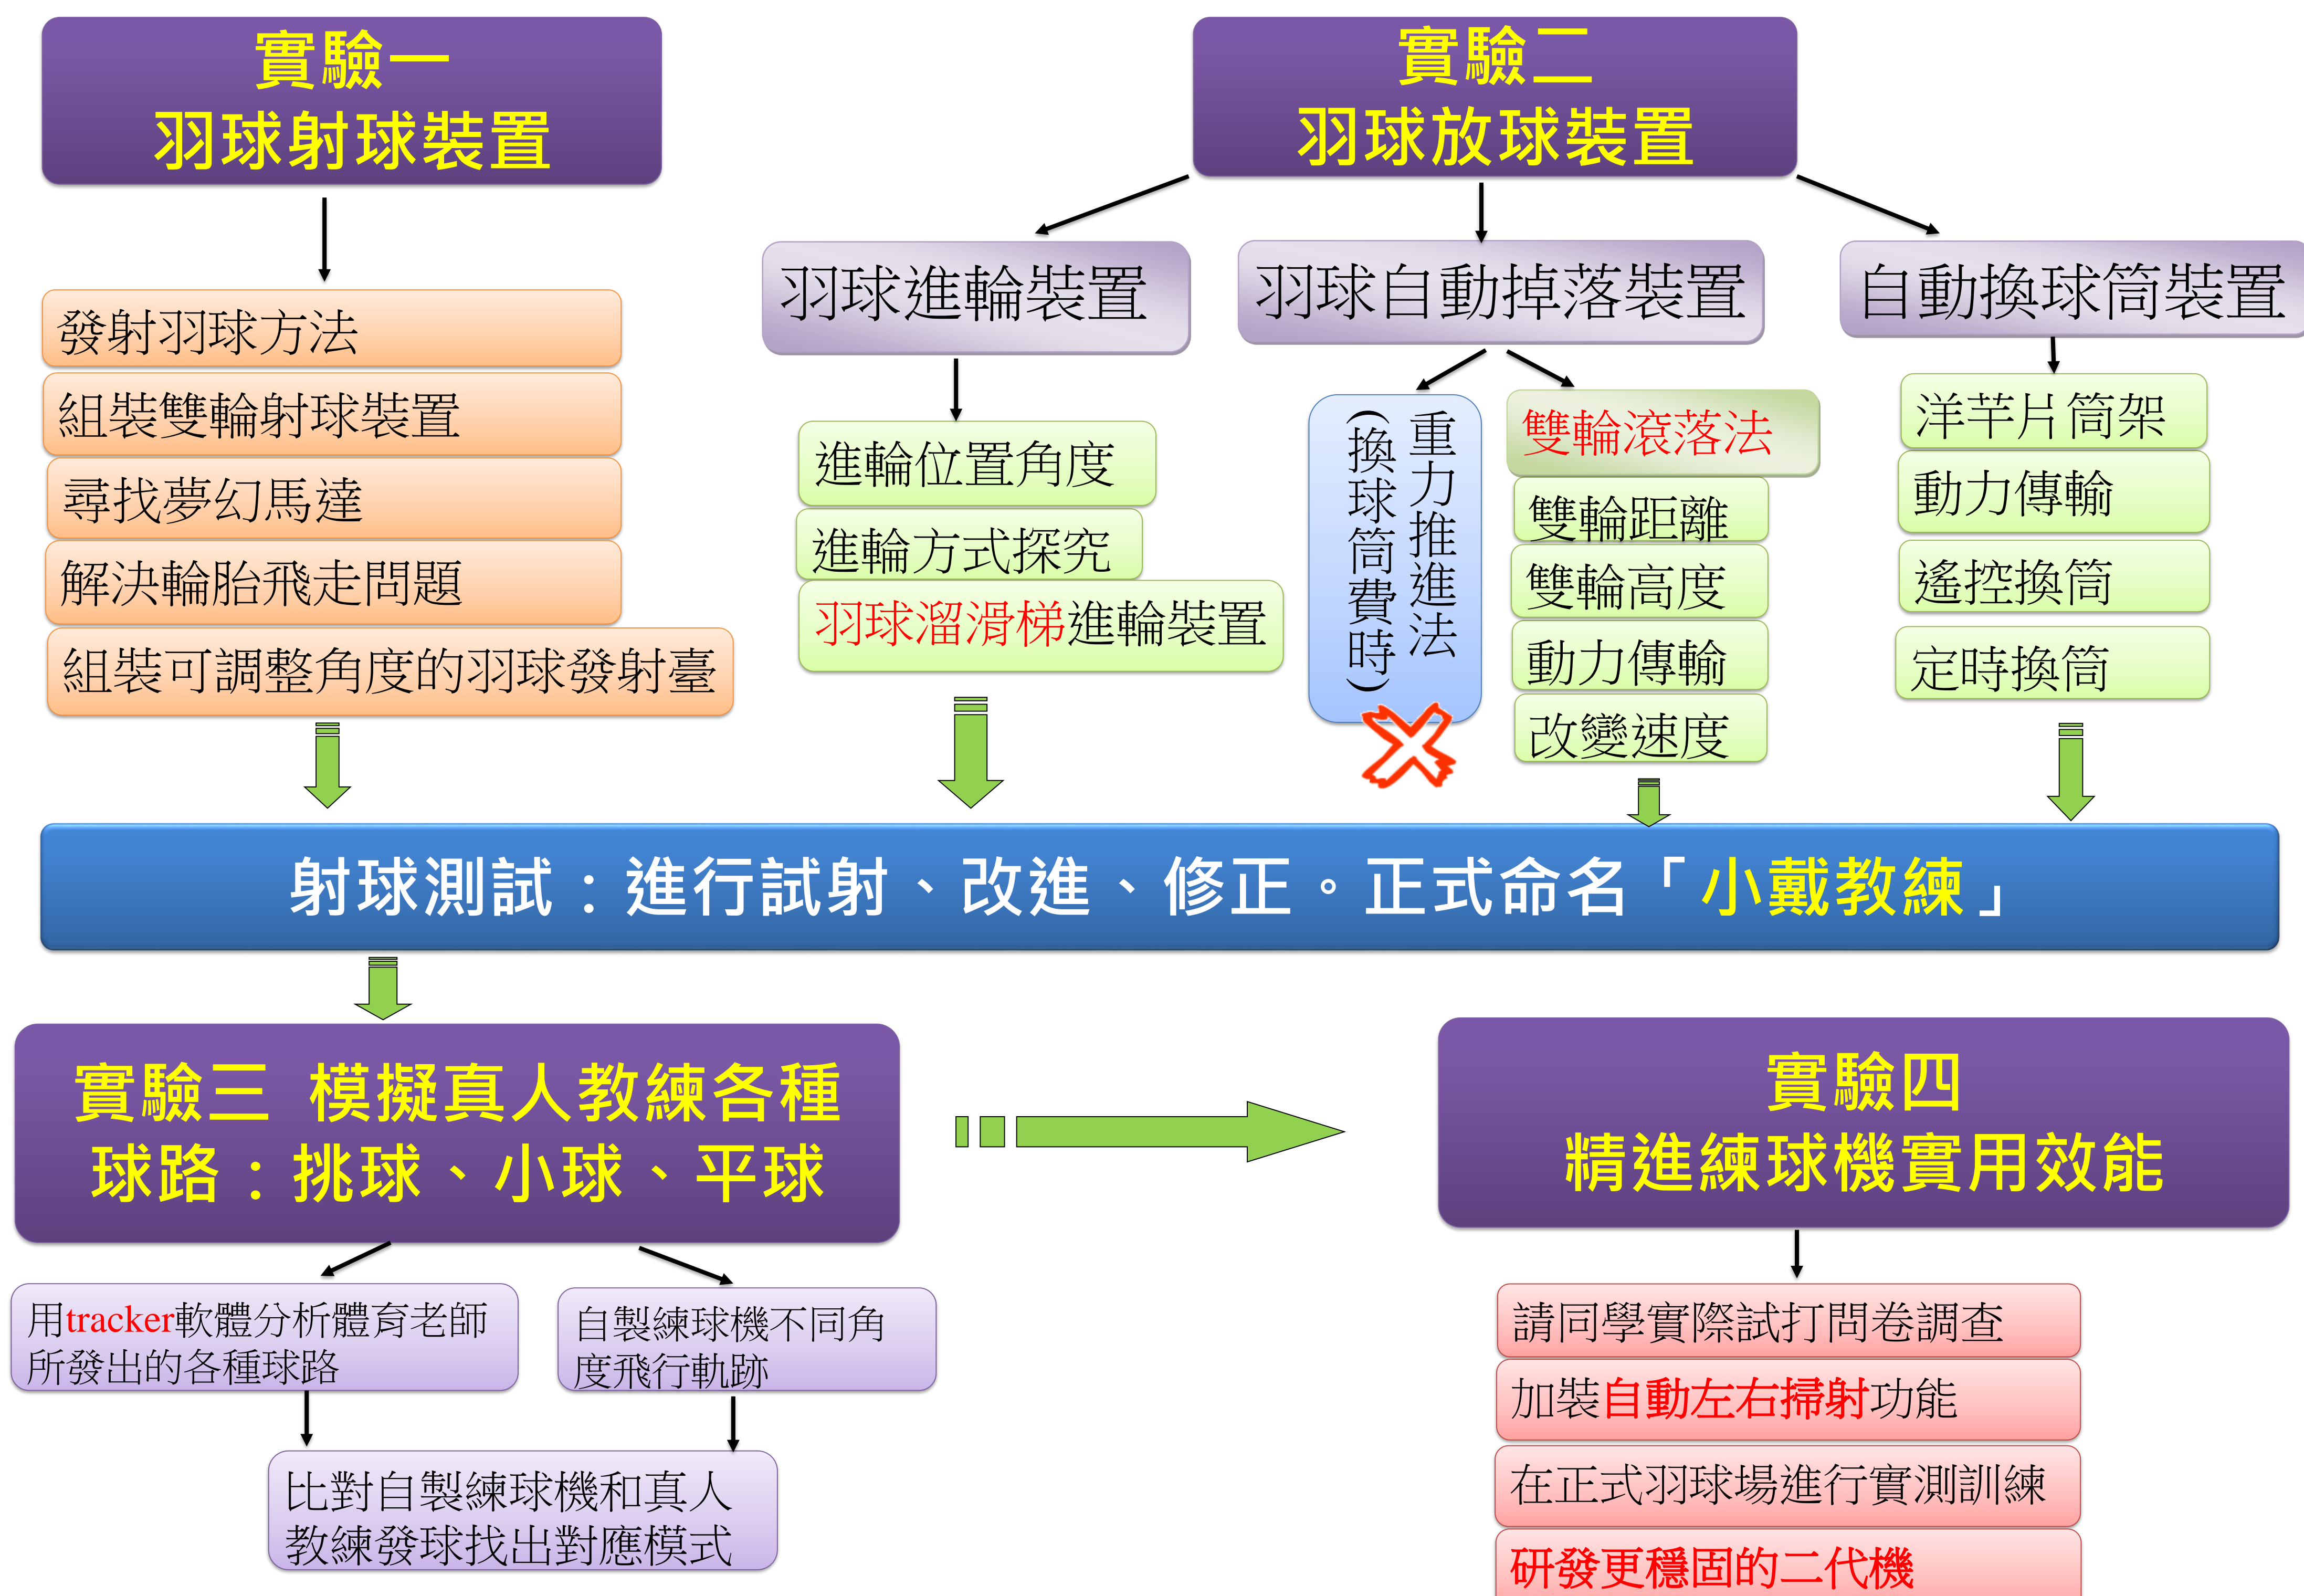 實驗一
羽球射球裝置
發射羽球方法
組裝雙輪射球裝置
尋找夢幻馬達
解決輪胎飛走問題
組裝可調整角度的羽球發射臺
實驗二
羽球放球裝置
羽球進輪裝置
進輪位置角度
進輪方式探究
羽球溜滑梯進輪裝置
羽球自動掉落裝置
重力推進法
(換球筒費時)
雙輪滾落法
雙輪距離
雙輪高度
動力傳輸
改變速度
自動換球筒裝置
洋芋片筒架
動力傳輸
遙控換筒
定時換筒
射球測試：進行試射、改進、修正。正式命名「小戴教練」
實驗三 模擬真人教練各種
球路：挑球、小球、平球
用tracker軟體分析體育老師
所發出的各種球路
自製練球機不同角
度飛行軌跡
比對自製練球機和真人
教練發球找出對應模式
實驗四
精進練球機實用效能
請同學實際試打問卷調查
加裝自動左右掃射功能
在正式羽球場進行實測訓練
研發更穩固的二代機